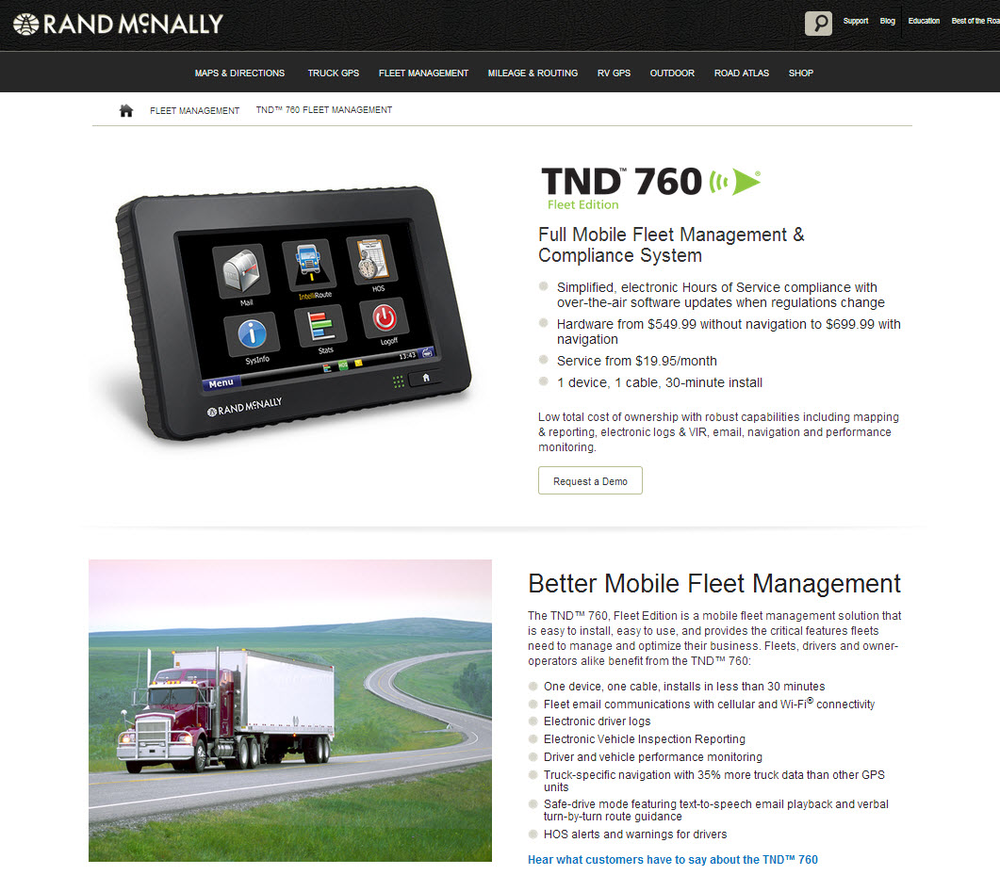 RAND McNALLY
Support Blog Education Best of the Roa
MAPS & DIRECTIONS TRUCK GPS FLEET MANAGEMENT MILEAGE & ROUTING RV GPS OUTDOOR ROAD ATLAS SHOP
FLEET MANAGEMENT TND™ 760 FLEET MANAGEMENT
Mail IntelliRoute HOS
SysInfo Stats Logoff
Menu 13:43
RAND McNALLY
TND™ 760
Fleet Edition
Full Mobile Fleet Management &
Compliance System
Simplified, electronic Hours of Service compliance with
over-the-air software updates when regulations change
Hardware from $549.99 without navigation to $699.99 with
navigation
Service from $19.95/month
1 device, 1 cable, 30-minute install
Low total cost of ownership with robust capabilities including mapping
& reporting, electronic logs & VIR, email, navigation and performance
monitoring.
Request a Demo
Better Mobile Fleet Management
The TND™ 760, Fleet Edition is a mobile fleet management solution that
is easy to install, easy to use, and provides the critical features fleets
need to manage and optimize their business. Fleets, drivers and owner-
operators alike benefit from the TND™ 760:
One device, one cable, installs in less than 30 minutes
Fleet email communications with cellular and Wi-Fi® connectivity
Electronic driver logs
Electronic Vehicle Inspection Reporting
Driver and vehicle performance monitoring
Truck-specific navigation with 35% more truck data than other GPS
units
Safe-drive mode featuring text-to-speech email playback and verbal
turn-by-turn route guidance
HOS alerts and warnings for drivers
Hear what customers have to say about the TND™ 760